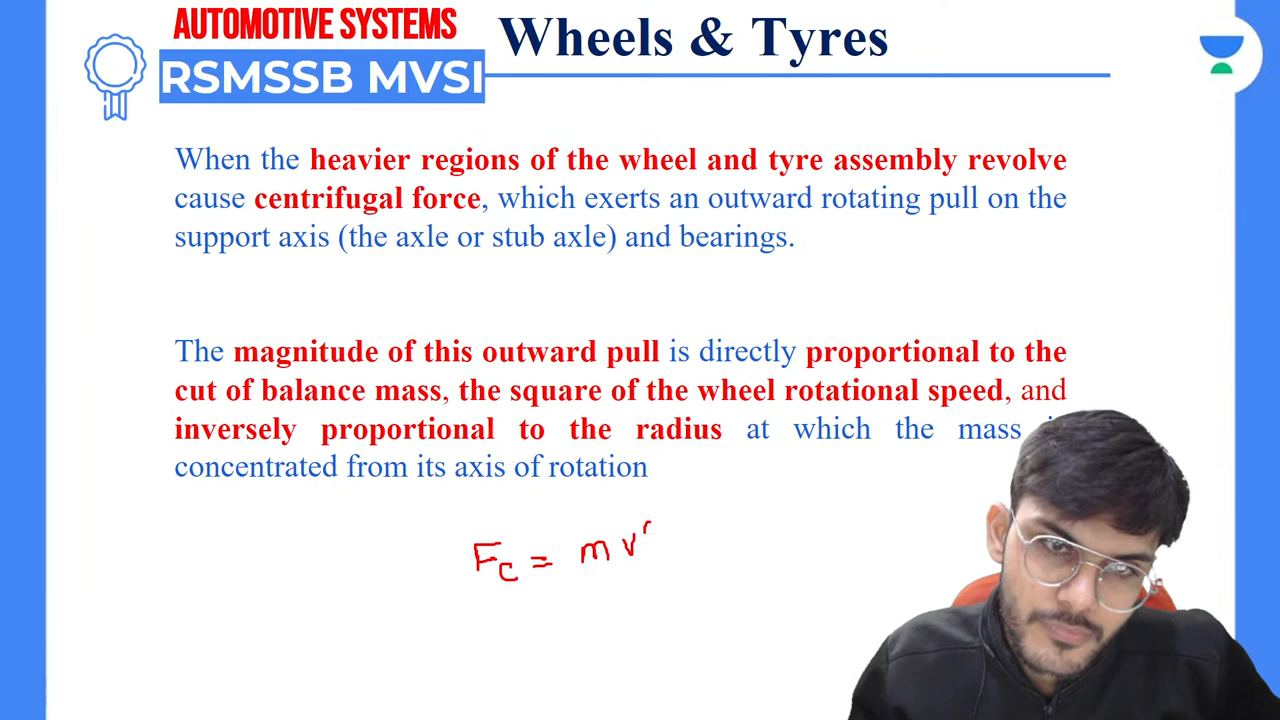 AUTOMOTIVE SYSTEMS
RSMSSB MVSI
Wheels & Tyres
When the heavier regions of the wheel and tyre assembly revolve
cause centrifugal force, which exerts an outward rotating pull on the
support axis (the axle or stub axle) and bearings.
The magnitude of this outward pull is directly proportional to the
cut of balance mass, the square of the wheel rotational speed, and
inversely proportional to the radius at which the mass
concentrated from its axis of rotation
Fc = mv